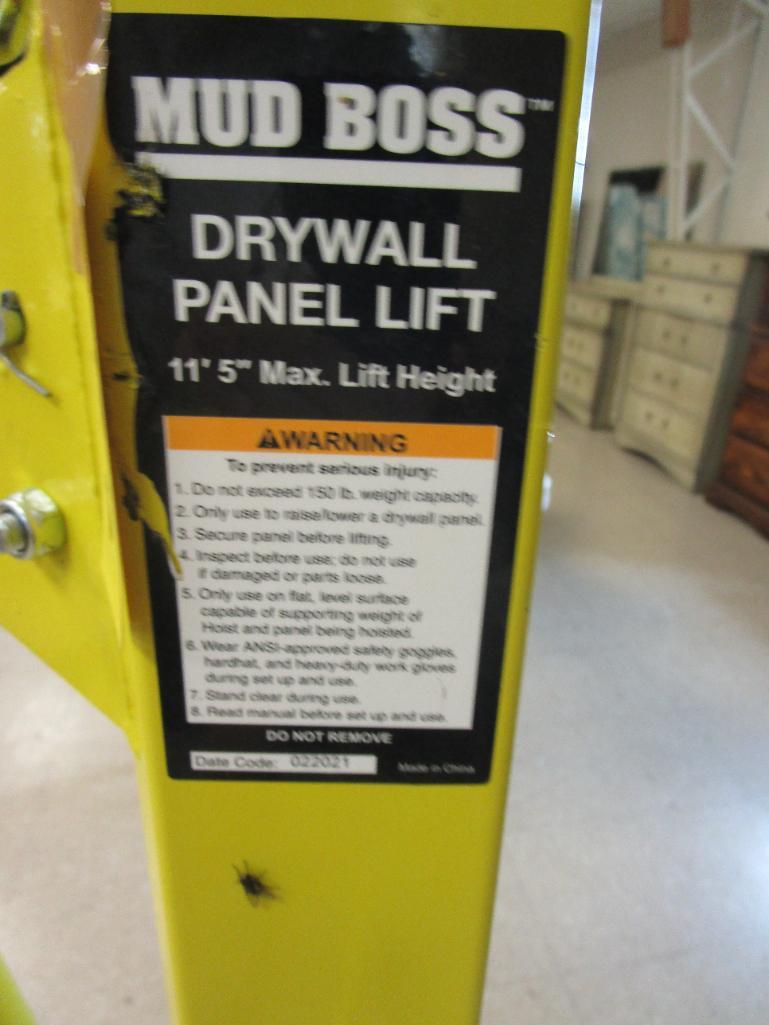 MUD BOSS™
DRYWALL
PANEL LIFT
11' 5" Max. Lift Height
⚠WARNING
To prevent serious injury:
1. Do not exceed 150 lb. weight capacity.
2. Only use to raise/lower a drywall panel.
3. Secure panel before lifting.
4. Inspect before use; do not use
if damaged or parts loose.
5. Only use on flat, level surface
capable of supporting weight of
Hoist and panel being hoisted.
6. Wear ANSI-approved safety goggles,
hardhat, and heavy-duty work gloves
during set up and use.
7. Stand clear during use.
8. Read manual before set up and use.
DO NOT REMOVE
Date Code: 022021
Made in China